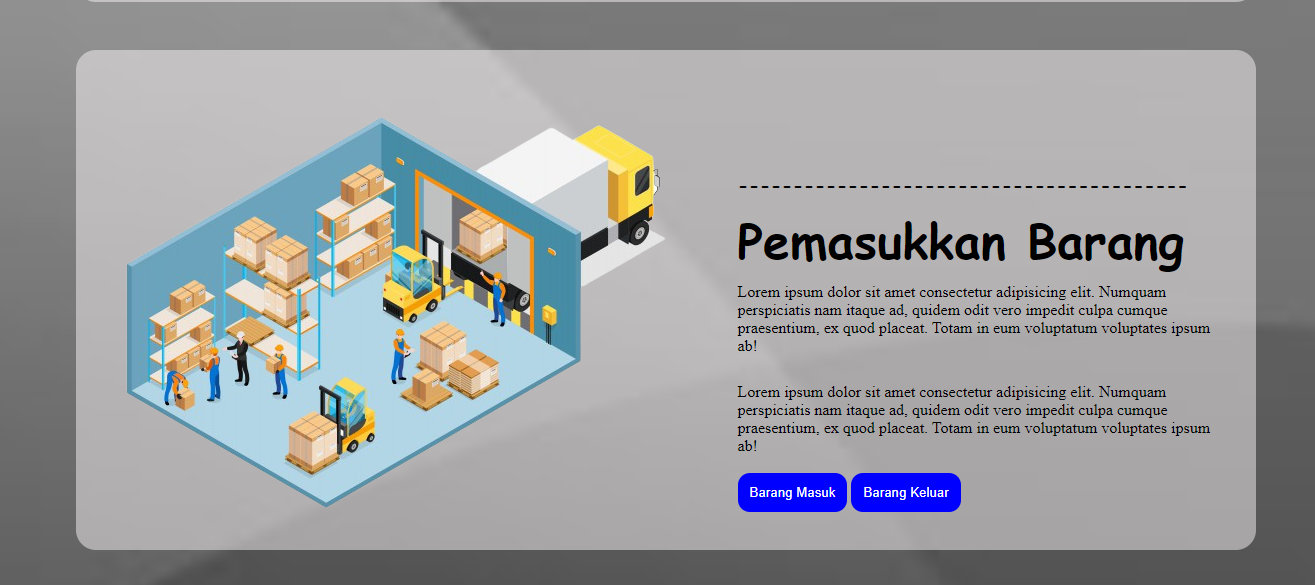 -----------------------------------------
Pemasukkan Barang
Lorem ipsum dolor sit amet consectetur adipisicing elit. Numquam
perspiciatis nam itaque ad, quidem odit vero impedit culpa cumque
praesentium, ex quod placeat. Totam in eum voluptatum voluptates ipsum
ab!
Lorem ipsum dolor sit amet consectetur adipisicing elit. Numquam
perspiciatis nam itaque ad, quidem odit vero impedit culpa cumque
praesentium, ex quod placeat. Totam in eum voluptatum voluptates ipsum
ab!
Barang Masuk Barang Keluar